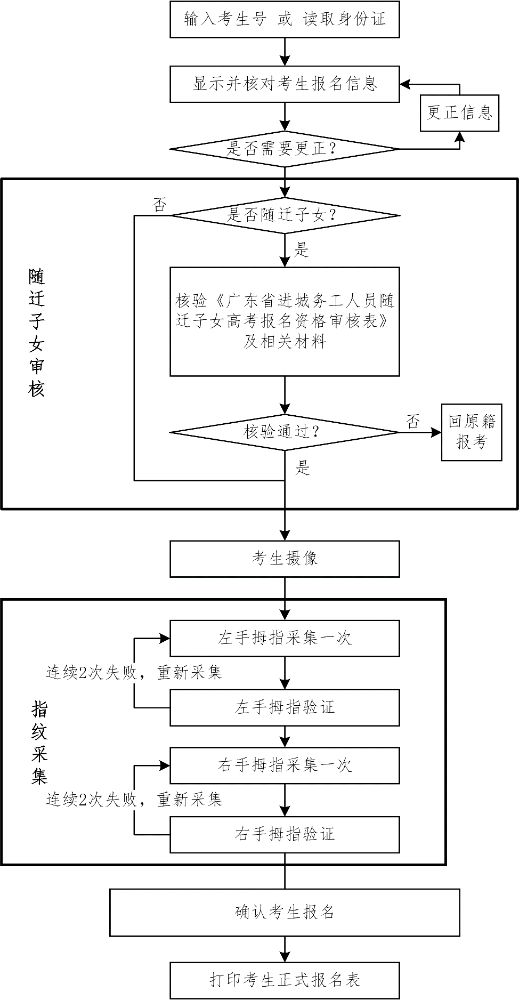 输入考生号 或 读取身份证
显示并核对考生报名信息
更正信息
是否需要更正？
否
是否随迁子女？
是
随迁子女审核
核验《广东省进城务工人员随
迁子女高考报名资格审核表》
及相关材料
核验通过？
否
回原籍
报考
是
考生摄像
左手拇指采集一次
连续2次失败，重新采集
左手拇指验证
指纹采集
右手拇指采集一次
连续2次失败，重新采集
右手拇指验证
确认考生报名
打印考生正式报名表